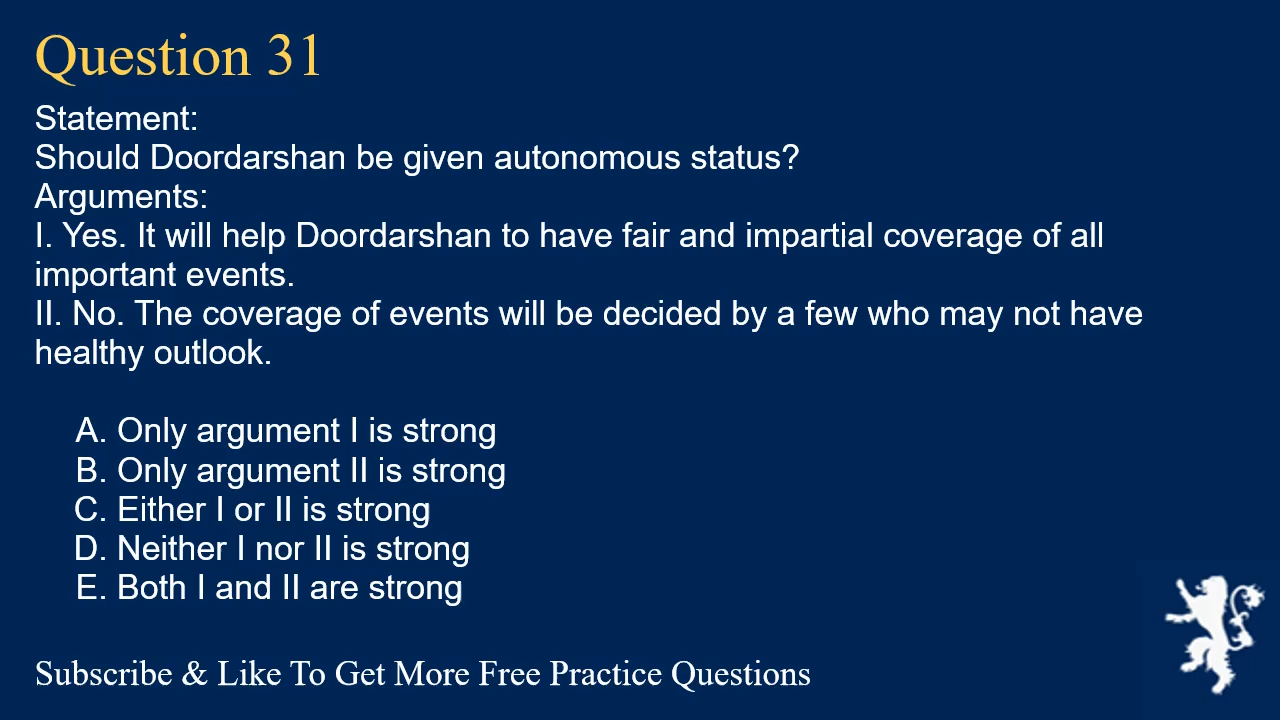 Question 31
Statement:
Should Doordarshan be given autonomous status?
Arguments:
I. Yes. It will help Doordarshan to have fair and impartial coverage of all
important events.
II. No. The coverage of events will be decided by a few who may not have
healthy outlook.
A. Only argument I is strong
B. Only argument II is strong
C. Either I or II is strong
D. Neither I nor II is strong
E. Both I and II are strong
Subscribe & Like To Get More Free Practice Questions